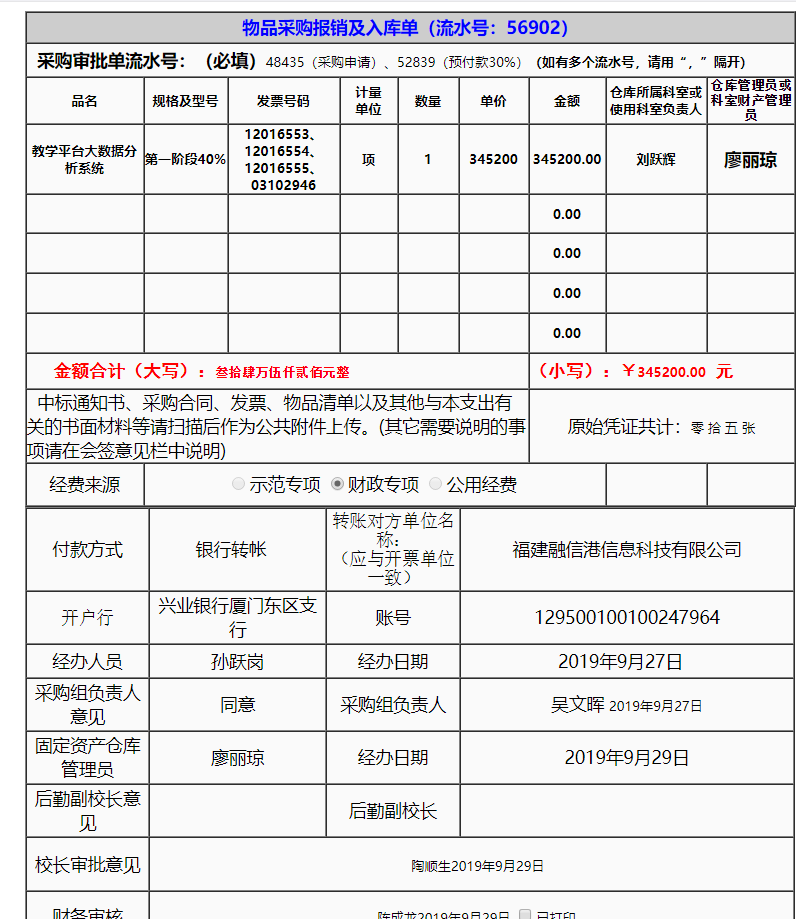 物品采购报销及入库单（流水号：56902）
采购审批单流水号：（必填）48435（采购申请）、52839（预付款30%）（如有多个流水号，请用“，”隔开）
品名 规格及型号 发票号码 计量单位 数量 单价 金额 仓库所属科室或使用科室负责人 仓库管理员或科室财产管理员
教学平台大数据分析系统 第一阶段40% 12016553、12016554、12016555、03102946 项 1 345200 345200.00 刘跃辉 廖丽琼
0.00
0.00
0.00
0.00
金额合计（大写）：叁拾肆万伍仟贰佰元整 （小写）：￥345200.00 元
中标通知书、采购合同、发票、物品清单以及其他与本支出有
关的书面材料等请扫描后作为公共附件上传。(其它需要说明的事
项请在会签意见栏中说明)
原始凭证共计：零拾五张
经费来源 示范专项 财政专项 公用经费
付款方式 银行转帐 转账对方单位名称：（应与开票单位一致） 福建融信港信息科技有限公司
开户行 兴业银行厦门东区支行 账号 129500100100247964
经办人员 孙跃岗 经办日期 2019年9月27日
采购组负责人意见 同意 采购组负责人 吴文晖 2019年9月27日
固定资产仓库管理员 廖丽琼 经办日期 2019年9月29日
后勤副校长意见 后勤副校长
校长审批意见 陶顺生2019年9月29日
财务审核 陈成龙2019年9月29日 已打印